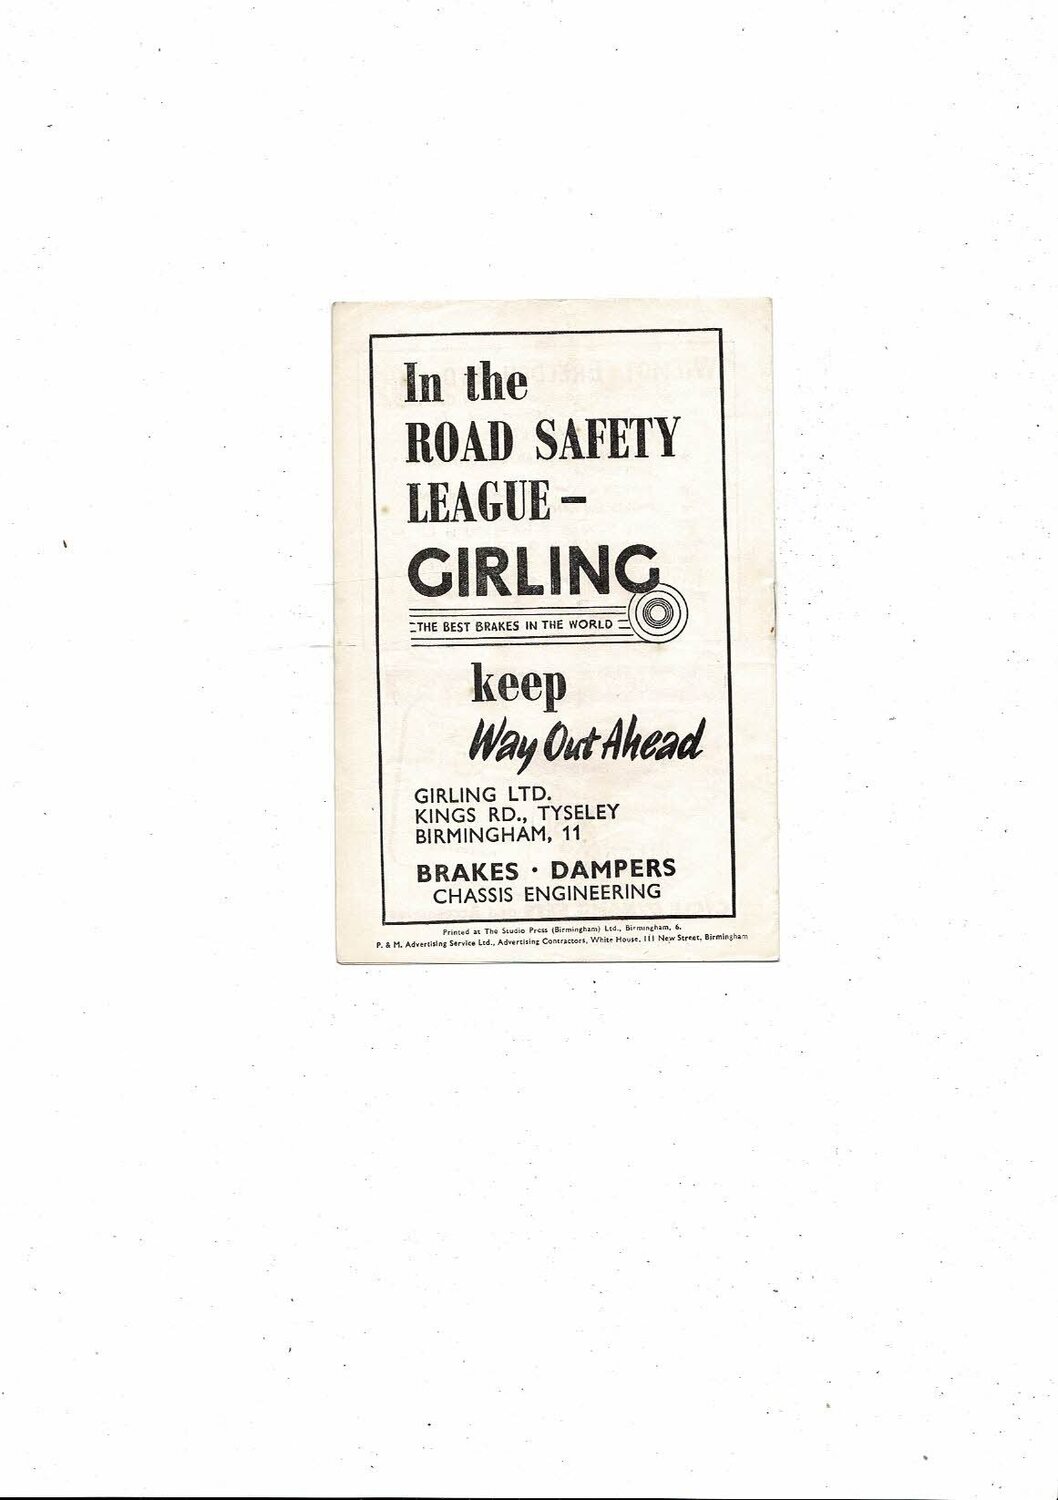 In the
ROAD SAFETY
LEAGUE –
GIRLING
THE BEST BRAKES IN THE WORLD
keep
Way Out Ahead
GIRLING LTD.
KINGS RD., TYSELEY
BIRMINGHAM, 11
BRAKES · DAMPERS
CHASSIS ENGINEERING
Printed at The Studio Press (Birmingham) Ltd., Birmingham, 6.
P. & M. Advertising Service Ltd., Advertising Contractors, White House, 111 New Street, Birmingham